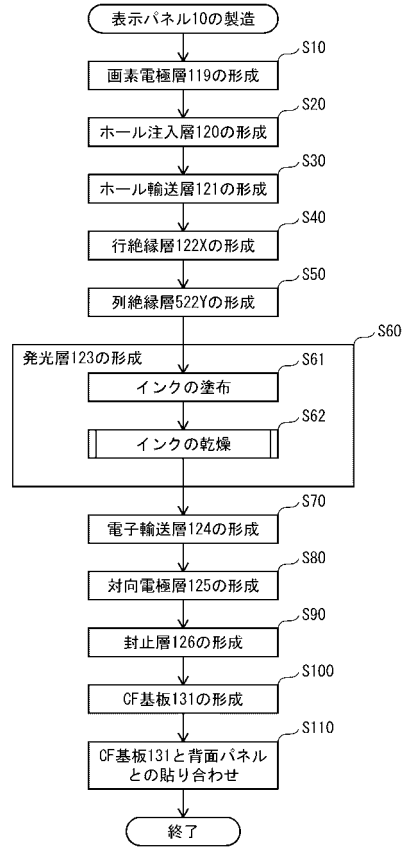 表示パネル10の製造
S10
画素電極層119の形成
S20
ホール注入層120の形成
S30
ホール輸送層121の形成
S40
行絶縁層122Xの形成
S50
列絶縁層522Yの形成
S60
発光層123の形成
S61
インクの塗布
S62
インクの乾燥
S70
電子輸送層124の形成
S80
対向電極層125の形成
S90
封止層126の形成
S100
CF基板131の形成
S110
CF基板131と背面パネル
との貼り合わせ
終了